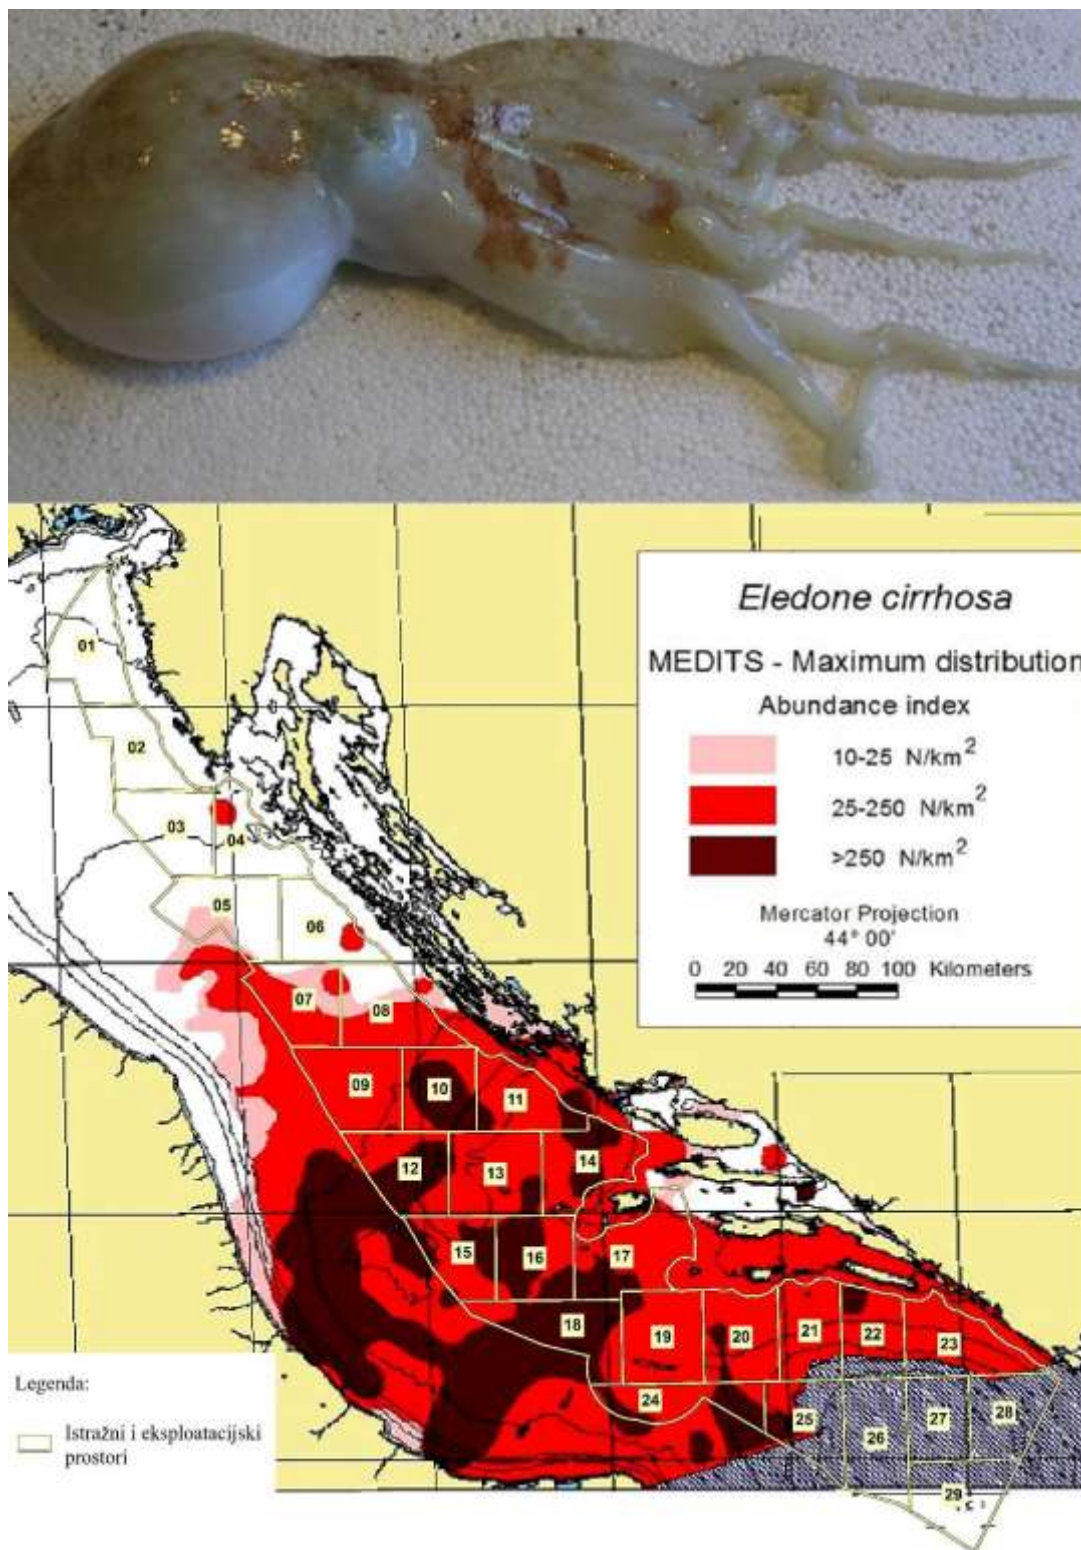 Eledone cirrhosa
MEDITS - Maximum distribution
Abundance index
10-25 N/km²
25-250 N/km²
>250 N/km²
Mercator Projection
44° 00'
0 20 40 60 80 100 Kilometers
01
02
03
04
05
06
07
08
09
10
11
12
13
14
15
16
17
18
19
20
21
22
23
24
25
26
27
28
29
Legenda:
Istražni i eksploatacijski
prostori